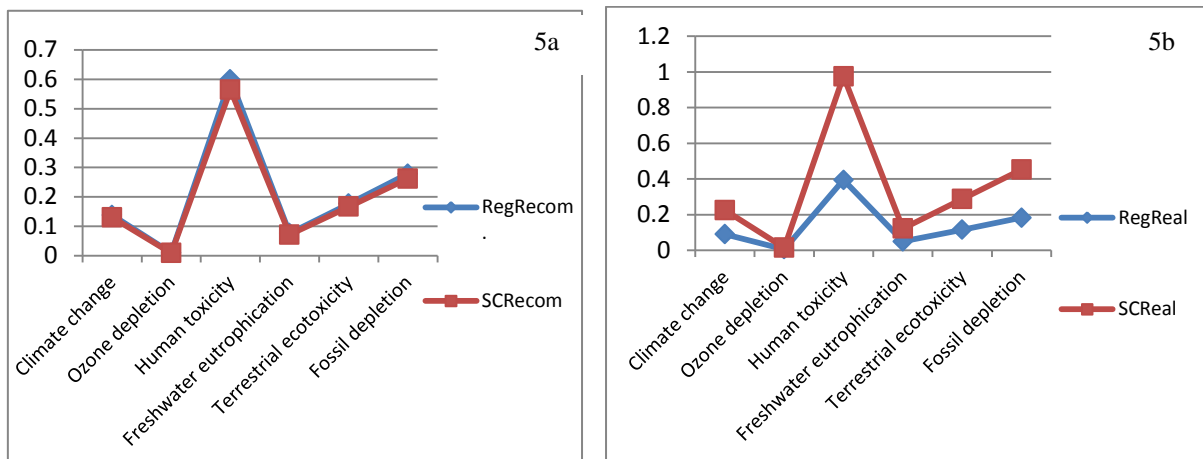 5a
0.7
0.6
0.5
0.4
0.3
0.2
0.1
0
Climate change
Ozone depletion
Human toxicity
Freshwater eutrophication
Terrestrial ecotoxicity
Fossil depletion
RegRecom
.
SCRecom
5b
1.2
1
0.8
0.6
0.4
0.2
0
Climate change
Ozone depletion
Human toxicity
Freshwater eutrophication
Terrestrial ecotoxicity
Fossil depletion
RegReal
SCReal